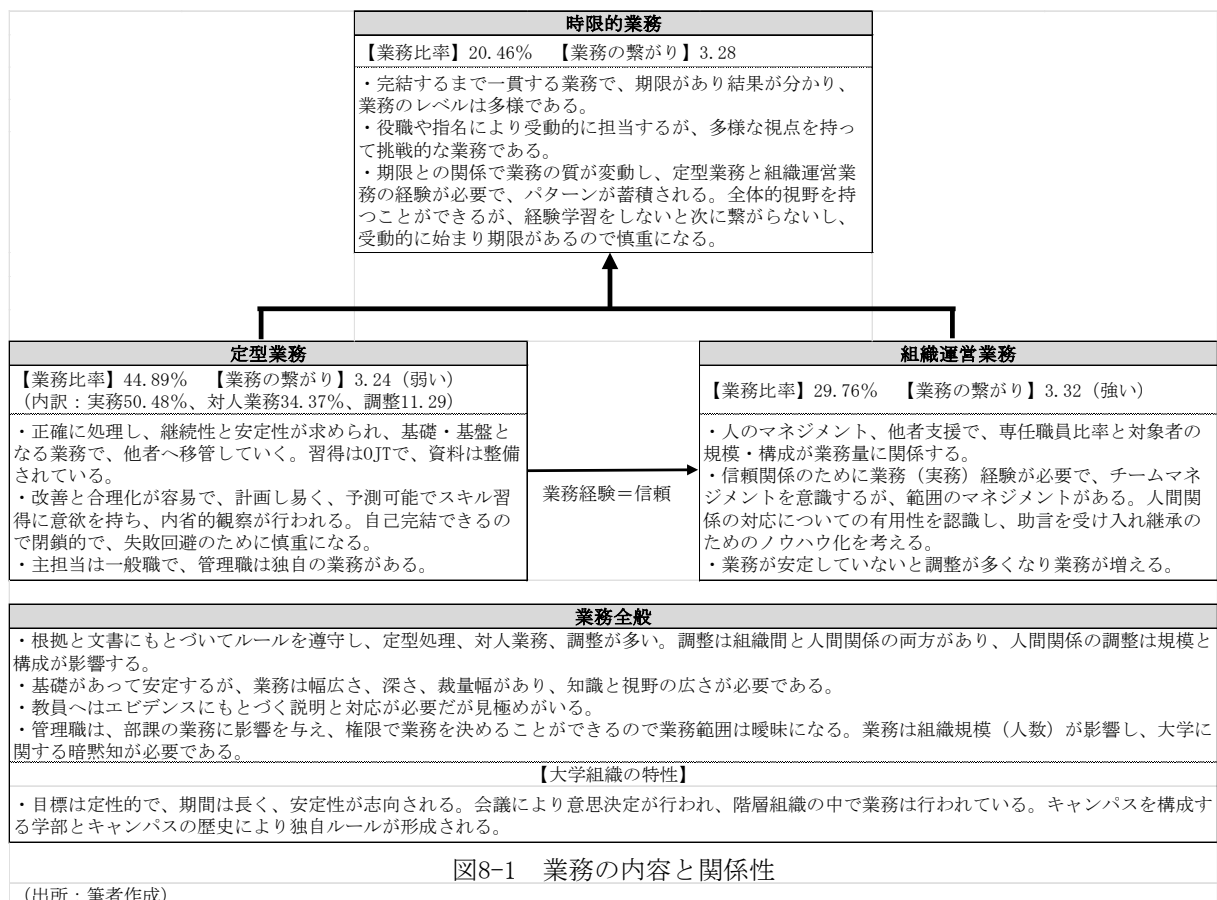 時限的業務
【業務比率】20.46%　【業務の繋がり】3.28
・完結するまで一貫する業務で、期限があり結果が分かり、
業務のレベルは多様である。
・役職や指名により受動的に担当するが、多様な視点を持っ
て挑戦的な業務である。
・期限との関係で業務の質が変動し、定型業務と組織運営業
務の経験が必要で、パターンが蓄積される。全体的視野を持
つことができるが、経験学習をしないと次に繋がらないし、
受動的に始まり期限があるので慎重になる。
定型業務
【業務比率】44.89%　【業務の繋がり】3.24（弱い）
（内訳：実務50.48%、対人業務34.37%、調整11.29）
・正確に処理し、継続性と安定性が求められ、基礎・基盤と
なる業務で、他者へ移管していく。習得はOJTで、資料は整備
されている。
・改善と合理化が容易で、計画し易く、予測可能でスキル習
得に意欲を持ち、内省的観察が行われる。自己完結できるの
で閉鎖的で、失敗回避のために慎重になる。
・主担当は一般職で、管理職は独自の業務がある。
業務経験＝信頼
組織運営業務
【業務比率】29.76%　【業務の繋がり】3.32（強い）
・人のマネジメント、他者支援で、専任職員比率と対象者の
規模・構成が業務量に関係する。
・信頼関係のために業務（実務）経験が必要で、チームマネ
ジメントを意識するが、範囲のマネジメントがある。人間関
係の対応についての有用性を認識し、助言を受け入れ継承の
ためのノウハウ化を考える。
・業務が安定していないと調整が多くなり業務が増える。
業務全般
・根拠と文書にもとづいてルールを遵守し、定型処理、対人業務、調整が多い。調整は組織間と人間関係の両方があり、人間関係の調整は規模と
構成が影響する。
・基礎があって安定するが、業務は幅広さ、深さ、裁量幅があり、知識と視野の広さが必要である。
・教員へはエビデンスにもとづく説明と対応が必要だが見極めがいる。
・管理職は、部課の業務に影響を与え、権限で業務を決めることができるので業務範囲は曖昧になる。業務は組織規模（人数）が影響し、大学に
関する暗黙知が必要である。
【大学組織の特性】
・目標は定性的で、期間は長く、安定性が志向される。会議により意思決定が行われ、階層組織の中で業務は行われている。キャンパスを構成す
る学部とキャンパスの歴史により独自ルールが形成される。
図8-1　業務の内容と関係性
（出所：筆者作成）